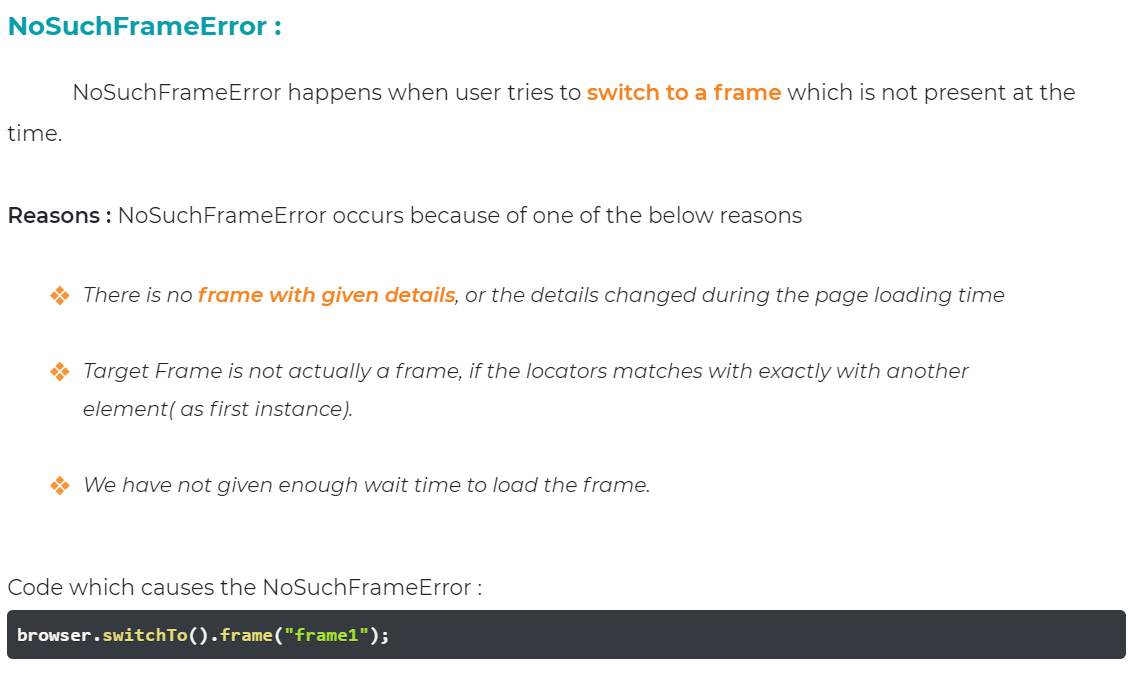 NoSuchFrameError :
NoSuchFrameError happens when user tries to switch to a frame which is not present at the
time.
Reasons : NoSuchFrameError occurs because of one of the below reasons
There is no frame with given details, or the details changed during the page loading time
Target Frame is not actually a frame, if the locators matches with exactly with another
element( as first instance).
We have not given enough wait time to load the frame.
Code which causes the NoSuchFrameError :
browser.switchTo().frame("frame1");